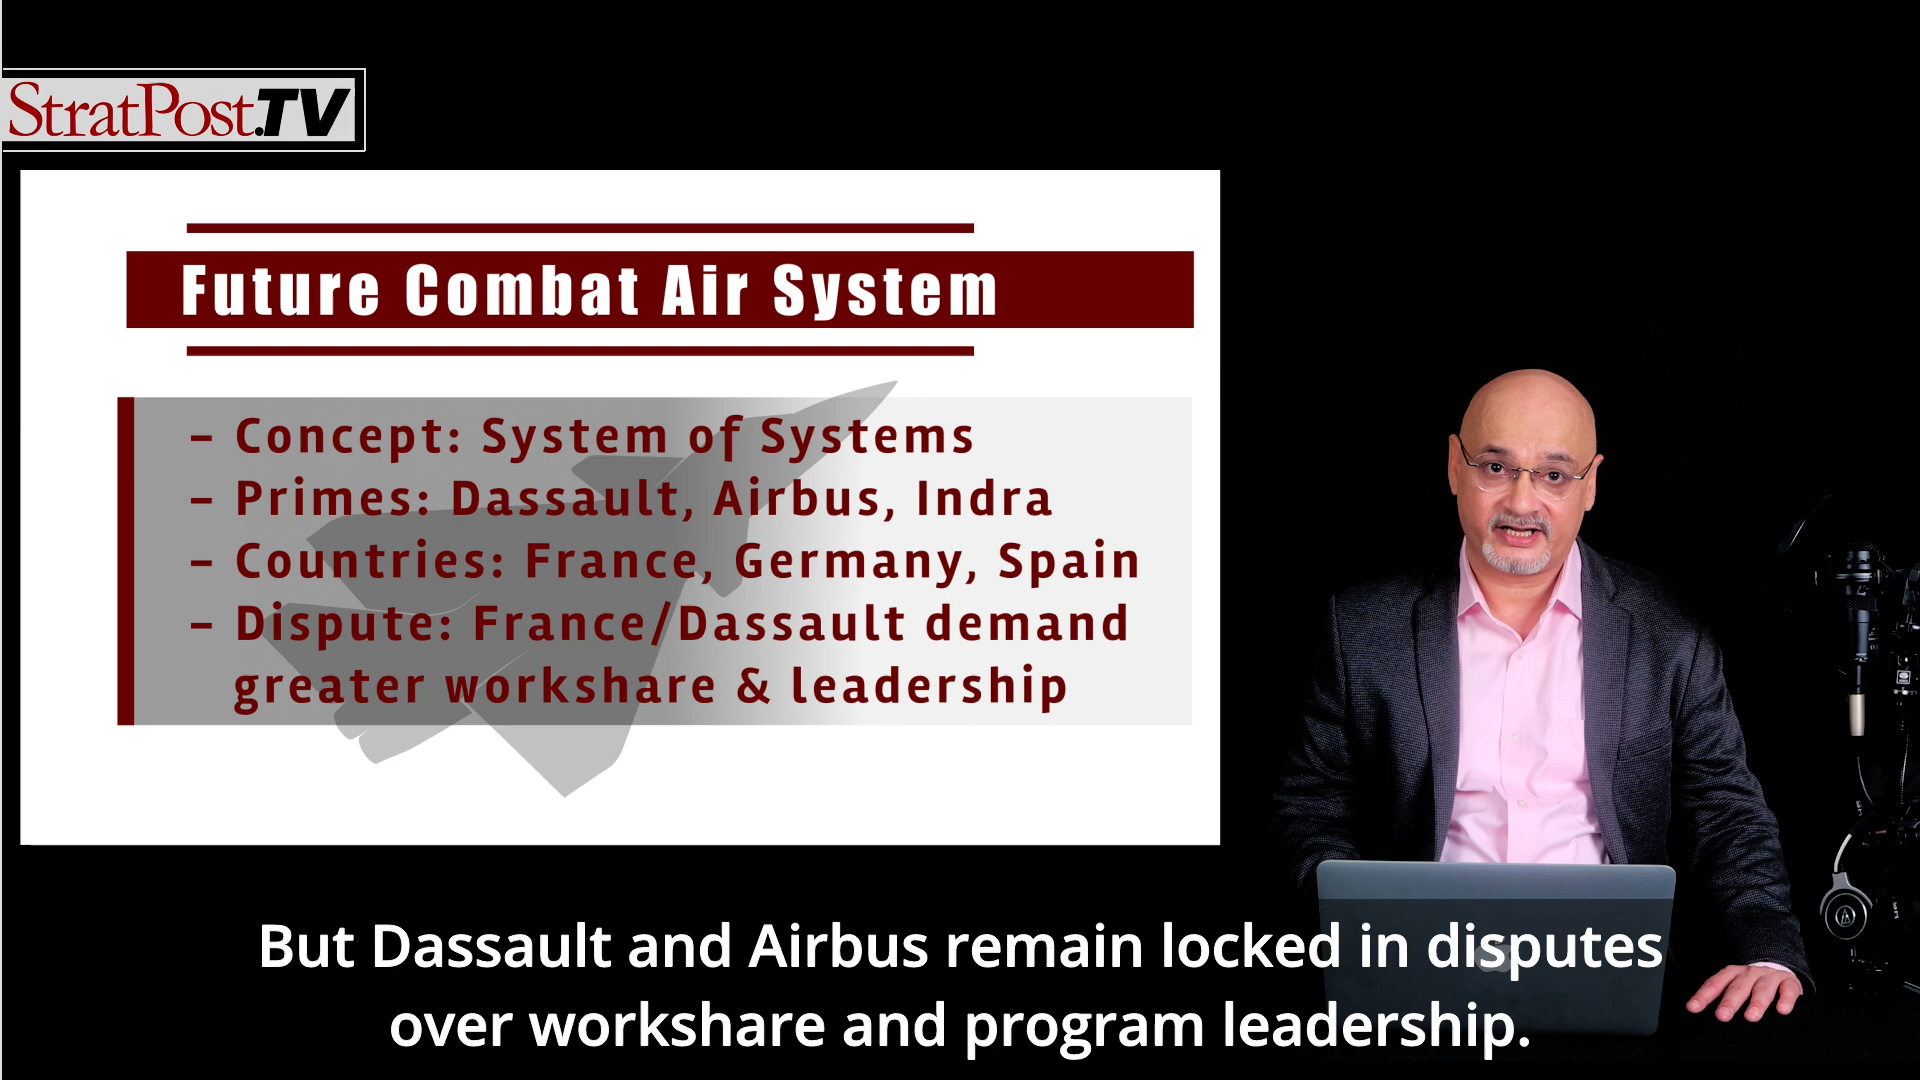 StratPost.TV
Future Combat Air System
– Concept: System of Systems
– Primes: Dassault, Airbus, Indra
– Countries: France, Germany, Spain
– Dispute: France/Dassault demand
greater workshare & leadership
But Dassault and Airbus remain locked in disputes
over workshare and program leadership.